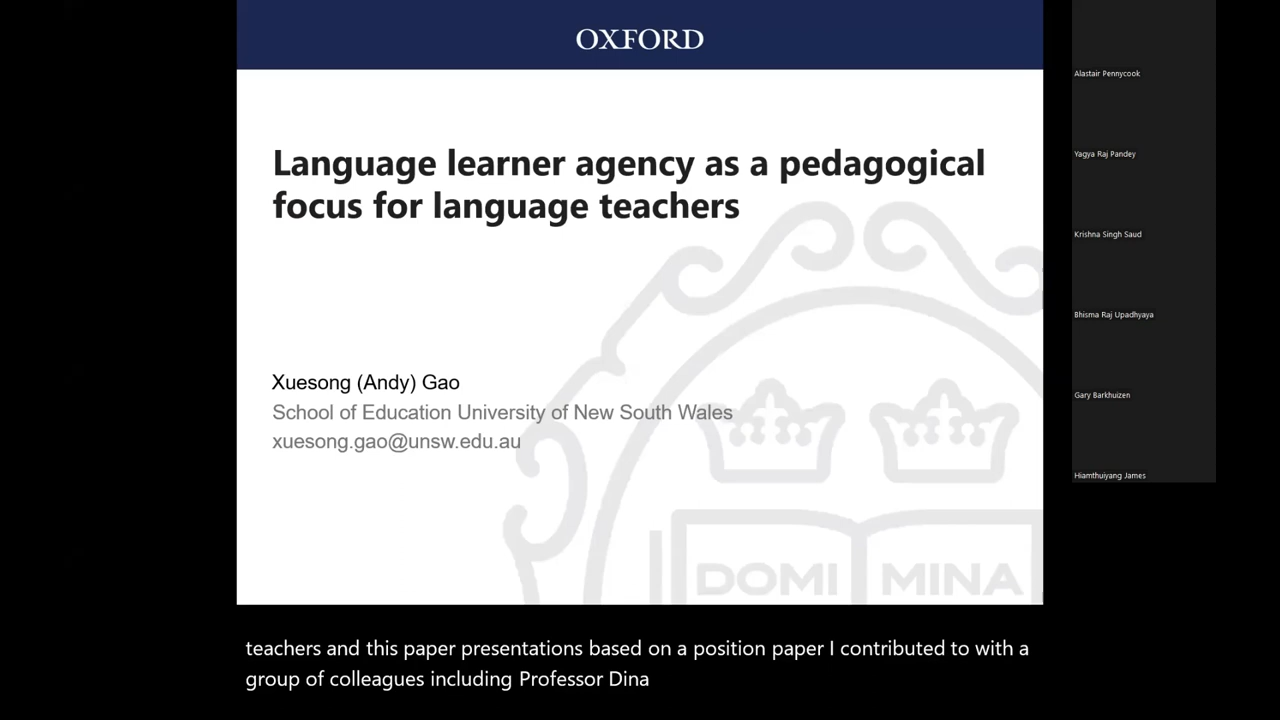 OXFORD
Language learner agency as a pedagogical
focus for language teachers
Xuesong (Andy) Gao
School of Education University of New South Wales
xuesong.gao@unsw.edu.au
DOMI MINA
Alastair Pennycook
Yagya Raj Pandey
Krishna Singh Saud
Bhisma Raj Upadhyaya
Gary Barkhuizen
Hiamthuiyang James
teachers and this paper presentations based on a position paper I contributed to with a
group of colleagues including Professor Dina